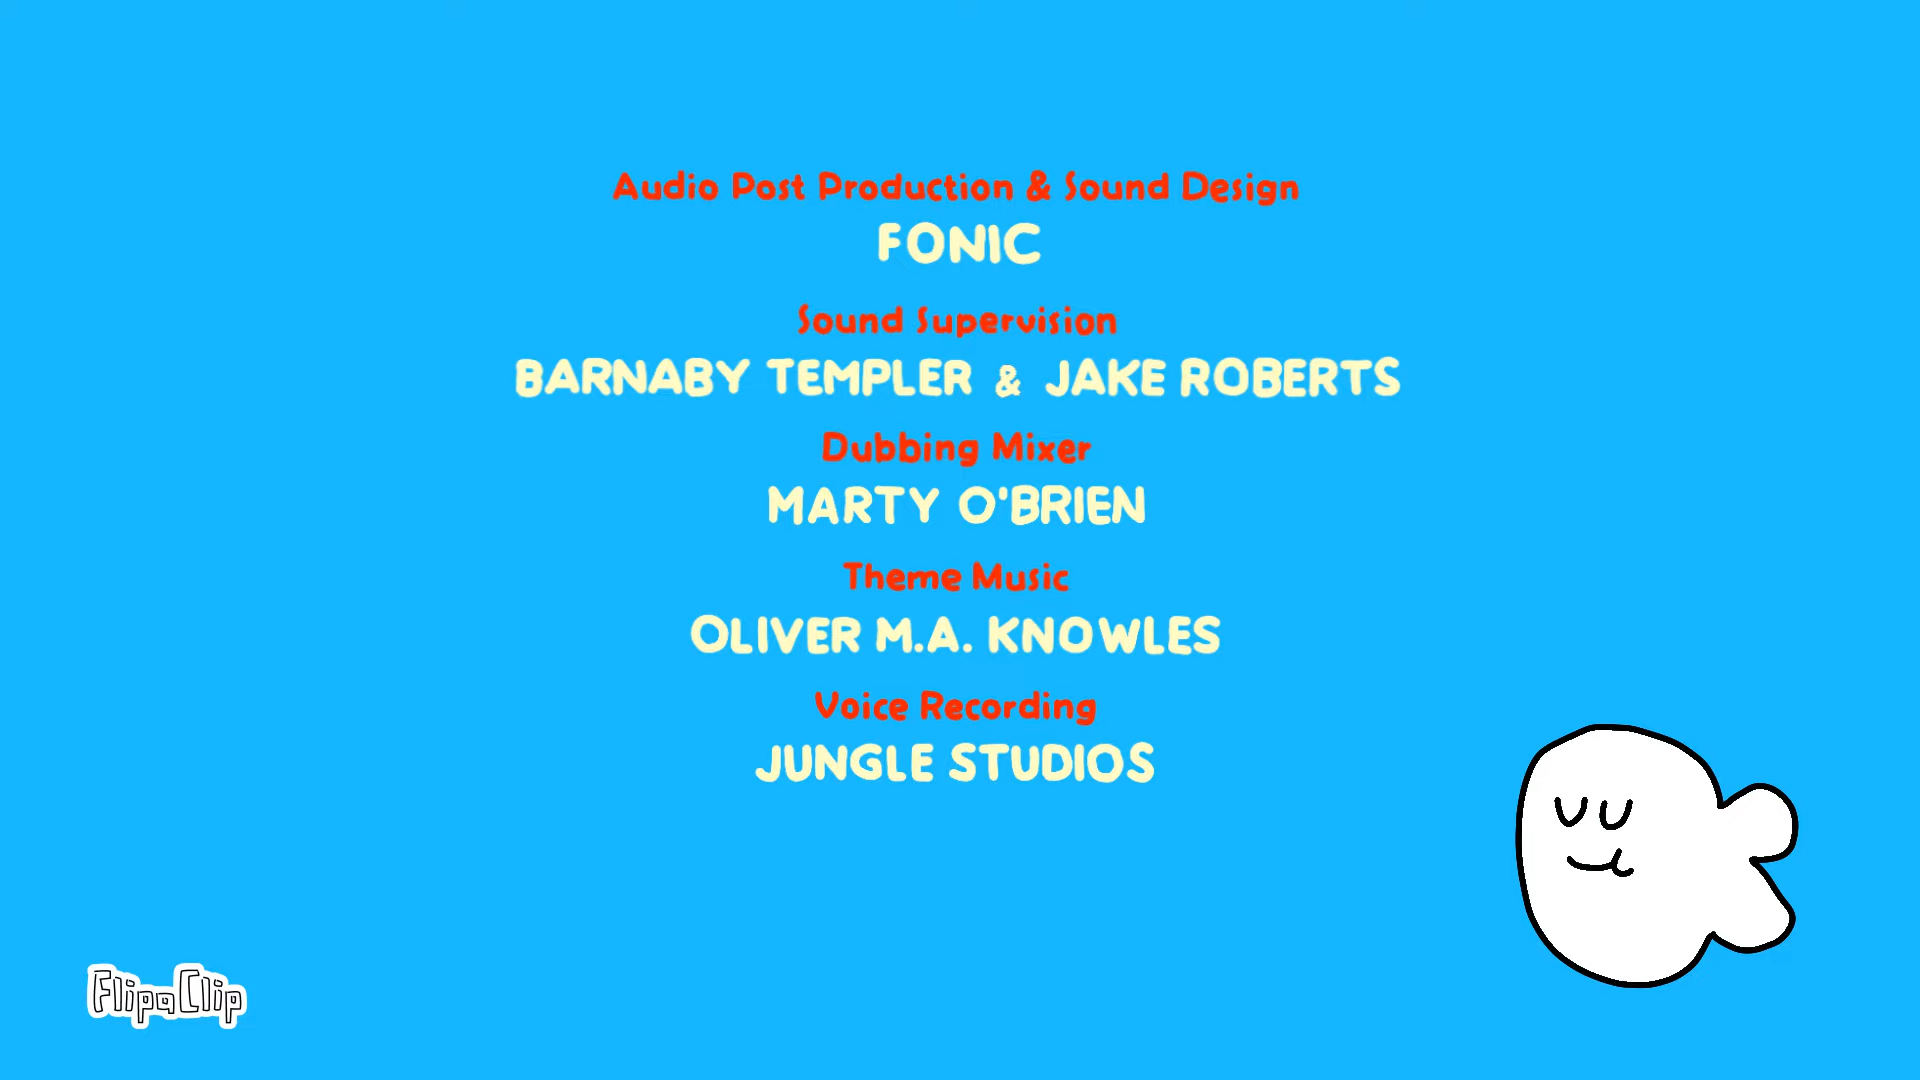 Audio Post Production & Sound Design
FONIC
Sound Supervision
BARNABY TEMPLER & JAKE ROBERTS
Dubbing Mixer
MARTY O'BRIEN
Theme Music
OLIVER M.A. KNOWLES
Voice Recording
JUNGLE STUDIOS
FlipaClip